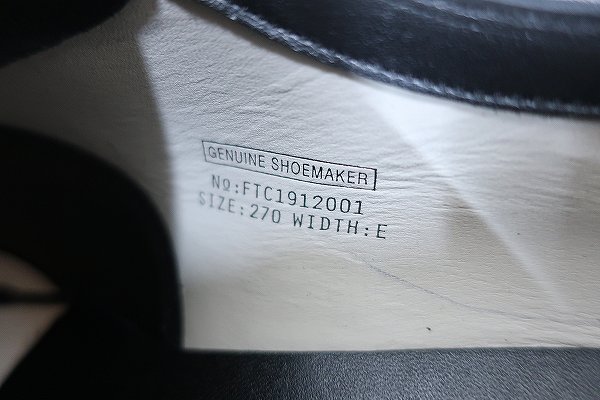 GENUINE SHOEMAKER
No:FTC1912001
SIZE:270 WIDTH:E